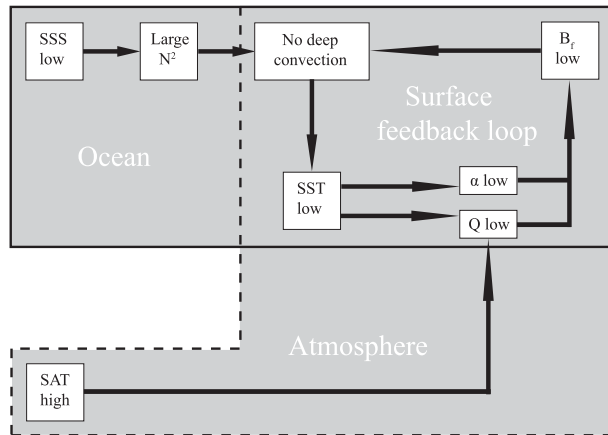 SSS
low
Large
N²
No deep
convection
B_f
low
Surface
feedback loop
Ocean
SST
low
α low
Q low
Atmosphere
SAT
high